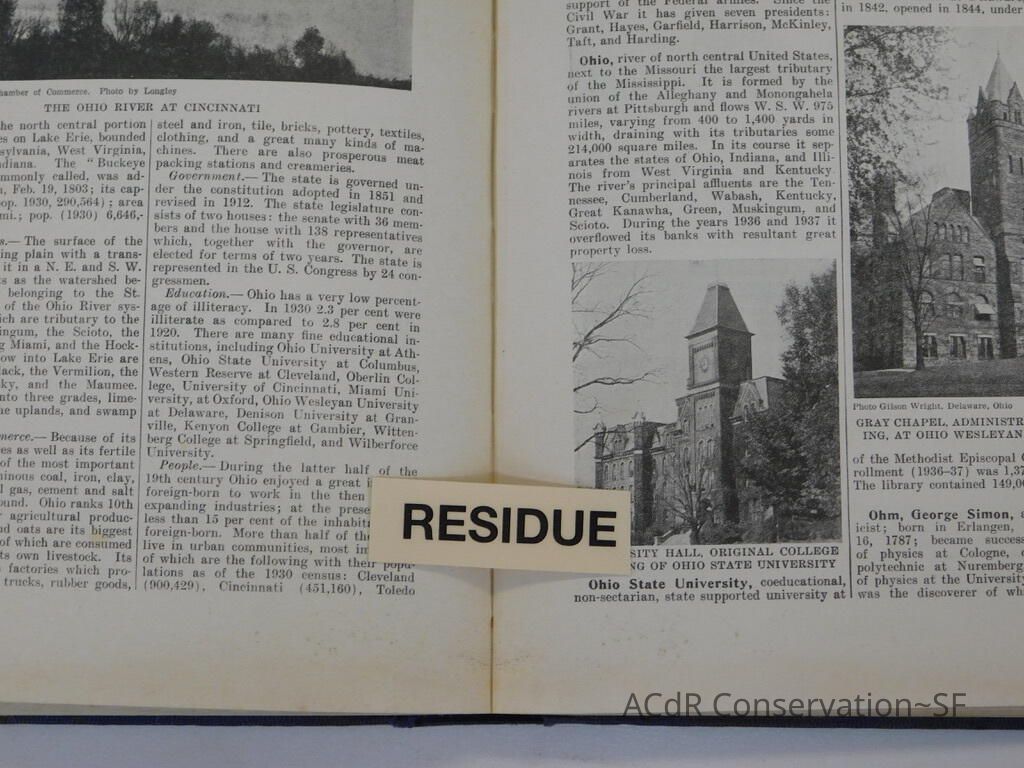 Chamber of Commerce. Photo by Longley
THE OHIO RIVER AT CINCINNATI
the north central portion
es on Lake Erie, bounded
nsylvania, West Virginia,
ndiana. The "Buckeye
ommonly called, was ad-
n, Feb. 19, 1803; its cap-
pop. 1930, 290,564); area
mi.; pop. (1930) 6,646,-
s.— The surface of the
ing plain with a trans-
it in a N. E. and S. W.
ts as the watershed be-
belonging to the St.
of the Ohio River sys-
ich are tributary to the
ingum, the Scioto, the
g Miami, and the Hock-
ow into Lake Erie are
lack, the Vermilion, the
ky, and the Maumee.
nto three grades, lime-
he uplands, and swamp
merce.— Because of its
es as well as its fertile
of the most important
minous coal, iron, clay,
l gas, cement and salt
ound. Ohio ranks 10th
r agricultural produc-
nd oats are its biggest
of which are consumed
ts own livestock. Its
factories which pro-
trucks, rubber goods,
steel and iron, tile, bricks, pottery, textiles,
clothing, and a great many kinds of ma-
chines. There are also prosperous meat
packing stations and creameries.
Government.— The state is governed un-
der the constitution adopted in 1851 and
revised in 1912. The state legislature con-
sists of two houses: the senate with 36 mem-
bers and the house with 138 representatives
which, together with the governor, are
elected for terms of two years. The state is
represented in the U. S. Congress by 24 con-
gressmen.
Education.— Ohio has a very low percent-
age of illiteracy. In 1930 2.3 per cent were
illiterate as compared to 2.8 per cent in
1920. There are many fine educational in-
stitutions, including Ohio University at Ath-
ens, Ohio State University at Columbus,
Western Reserve at Cleveland, Oberlin Col-
lege, University of Cincinnati, Miami Uni-
versity, at Oxford, Ohio Wesleyan University
at Delaware, Denison University at Gran-
ville, Kenyon College at Gambier, Witten-
berg College at Springfield, and Wilberforce
University.
People.— During the latter half of the
19th century Ohio enjoyed a great i
foreign-born to work in the then
expanding industries; at the prese
less than 15 per cent of the inhabit
foreign-born. More than half of the
live in urban communities, most in
of which are the following with their popu-
lations as of the 1930 census: Cleveland
(900,429), Cincinnati (451,160), Toledo
RESIDUE
support of the Federal armies. Since the
Civil War it has given seven presidents:
Grant, Hayes, Garfield, Harrison, McKinley,
Taft, and Harding.
Ohio, river of north central United States,
next to the Missouri the largest tributary
of the Mississippi. It is formed by the
union of the Alleghany and Monongahela
rivers at Pittsburgh and flows W. S. W. 975
miles, varying from 400 to 1,400 yards in
width, draining with its tributaries some
214,000 square miles. In its course it sep-
arates the states of Ohio, Indiana, and Illi-
nois from West Virginia and Kentucky.
The river's principal affluents are the Ten-
nessee, Cumberland, Wabash, Kentucky,
Great Kanawha, Green, Muskingum, and
Scioto. During the years 1936 and 1937 it
overflowed its banks with resultant great
property loss.
SITY HALL, ORIGINAL COLLEGE
NG OF OHIO STATE UNIVERSITY
Ohio State University, coeducational,
non-sectarian, state supported university at
in 1842, opened in 1844, under
Photo Gilson Wright, Delaware, Ohio
GRAY CHAPEL, ADMINISTR
ING, AT OHIO WESLEYAN
of the Methodist Episcopal C
rollment (1936-37) was 1,37
The library contained 149,00
Ohm, George Simon, a
icist; born in Erlangen,
16, 1787; became success
of physics at Cologne,
polytechnic at Nuremberg,
of physics at the University
was the discoverer of wh
ACdR Conservation~SF